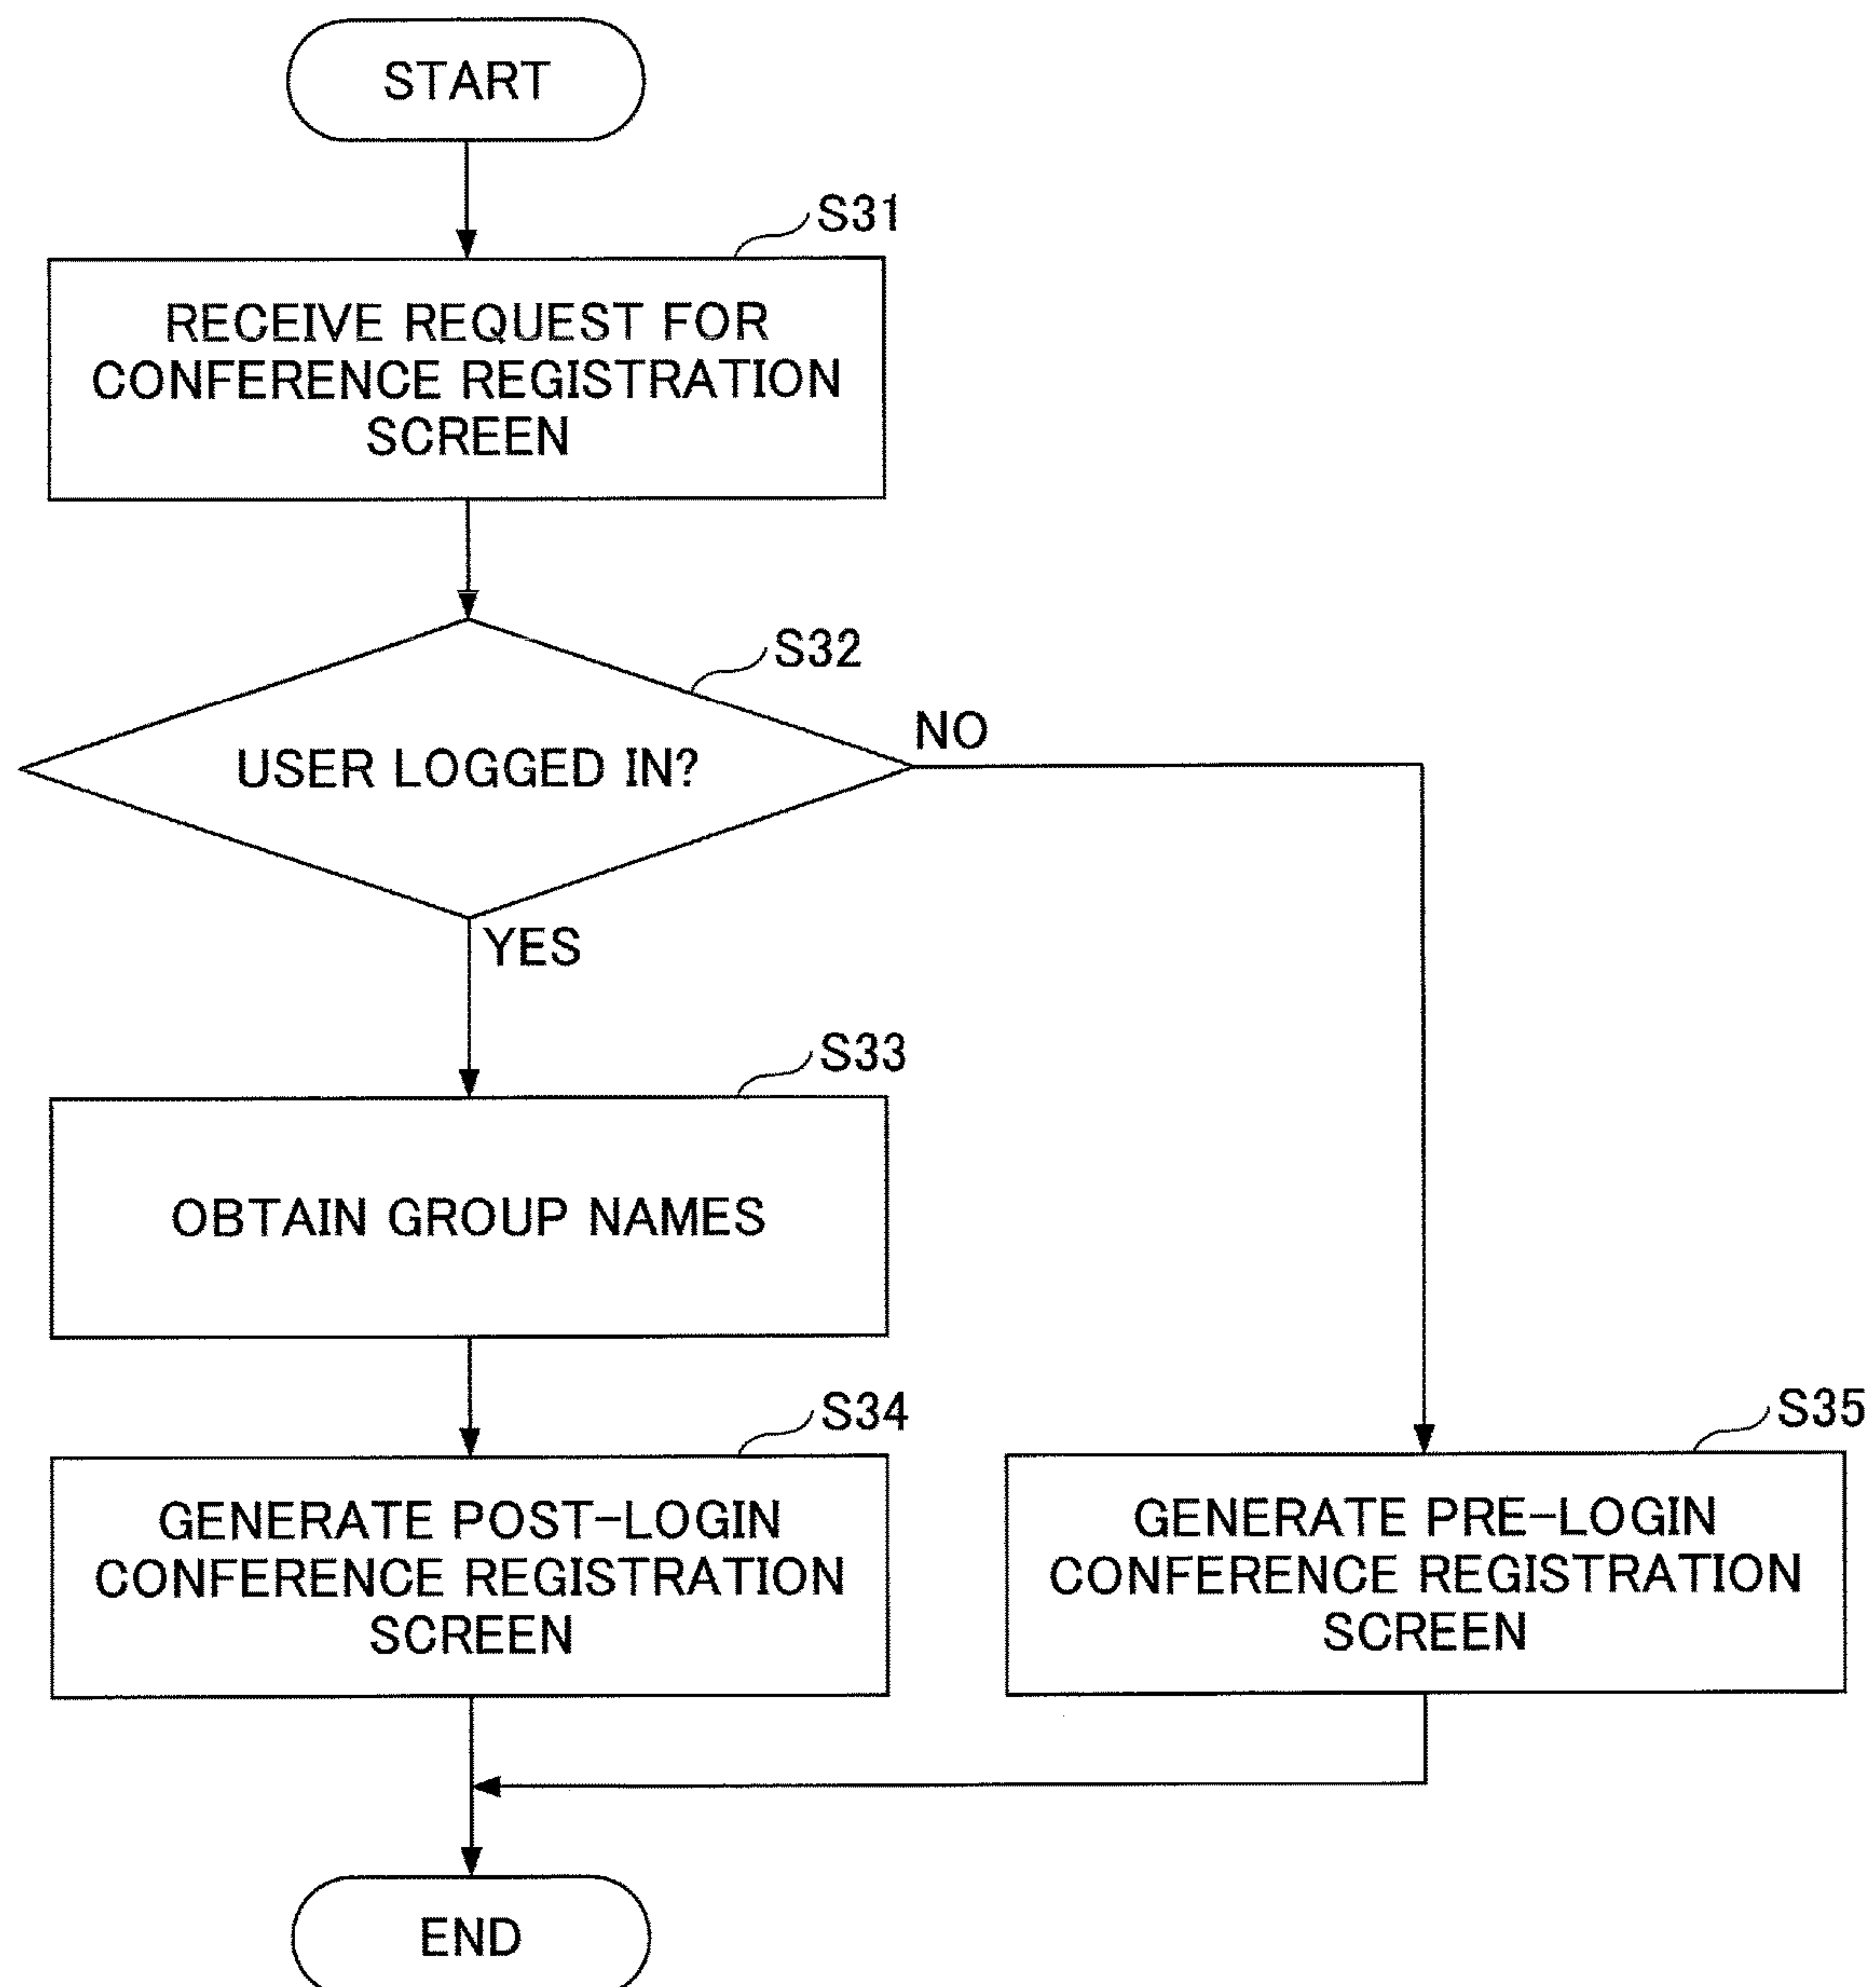 START
S31
RECEIVE REQUEST FOR
CONFERENCE REGISTRATION
SCREEN
S32
USER LOGGED IN?
NO
YES
S33
OBTAIN GROUP NAMES
S34
GENERATE POST-LOGIN
CONFERENCE REGISTRATION
SCREEN
S35
GENERATE PRE-LOGIN
CONFERENCE REGISTRATION
SCREEN
END